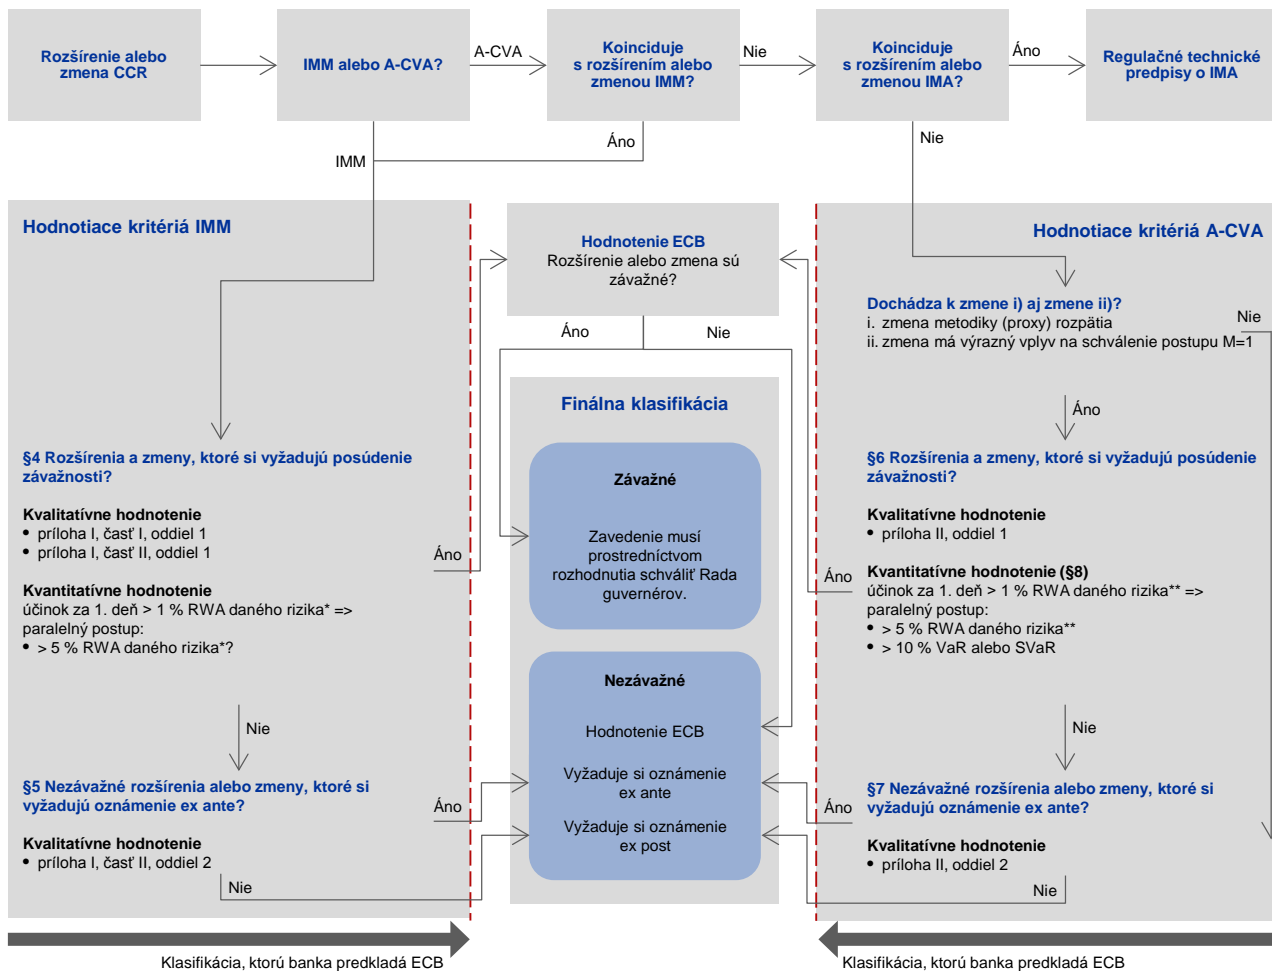 Rozšírenie alebo
zmena CCR
IMM alebo A-CVA?
A-CVA
Koinciduje
s rozšírením alebo
zmenou IMM?
Nie
Koinciduje
s rozšírením alebo
zmenou IMA?
Áno
Regulačné technické
predpisy o IMA
IMM
Áno
Nie
Hodnotiace kritériá IMM
§4 Rozšírenia a zmeny, ktoré si vyžadujú posúdenie
závažnosti?
Kvalitatívne hodnotenie
• príloha I, časť I, oddiel 1
• príloha I, časť II, oddiel 1
Kvantitatívne hodnotenie
účinok za 1. deň > 1 % RWA daného rizika* =>
paralelný postup:
• > 5 % RWA daného rizika*?
Áno
Nie
§5 Nezávažné rozšírenia alebo zmeny, ktoré si
vyžadujú oznámenie ex ante?
Kvalitatívne hodnotenie
• príloha I, časť II, oddiel 2
Áno
Nie
Hodnotenie ECB
Rozšírenie alebo zmena sú
závažné?
Áno
Nie
Finálna klasifikácia
Závažné
Zavedenie musí
prostredníctvom
rozhodnutia schváliť Rada
guvernérov.
Nezávažné
Hodnotenie ECB
Vyžaduje si oznámenie
ex ante
Vyžaduje si oznámenie
ex post
Hodnotiace kritériá A-CVA
Dochádza k zmene i) aj zmene ii)?
i. zmena metodiky (proxy) rozpätia
ii. zmena má výrazný vplyv na schválenie postupu M=1
Nie
Áno
§6 Rozšírenia a zmeny, ktoré si vyžadujú posúdenie
závažnosti?
Kvalitatívne hodnotenie
• príloha II, oddiel 1
Kvantitatívne hodnotenie (§8)
účinok za 1. deň > 1 % RWA daného rizika** =>
paralelný postup:
• > 5 % RWA daného rizika**
• > 10 % VaR alebo SVaR
Áno
Nie
§7 Nezávažné rozšírenia alebo zmeny, ktoré si
vyžadujú oznámenie ex ante?
Kvalitatívne hodnotenie
• príloha II, oddiel 2
Áno
Nie
Klasifikácia, ktorú banka predkladá ECB
Klasifikácia, ktorú banka predkladá ECB